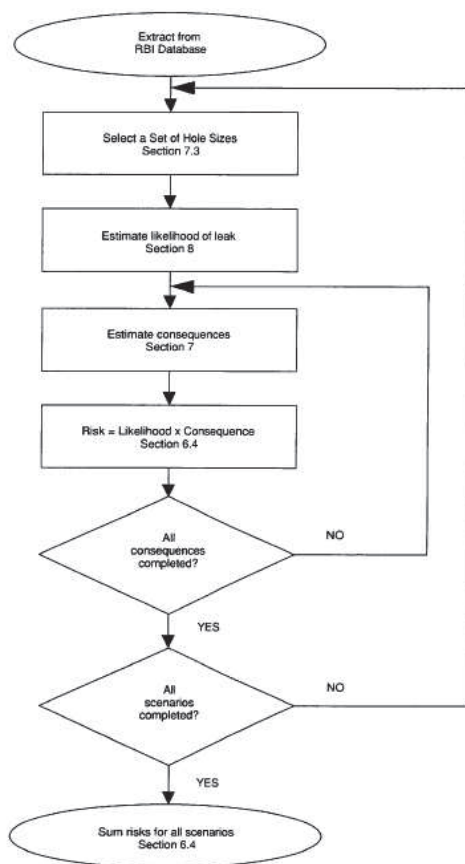 Extract from
RBI Database
Select a Set of Hole Sizes
Section 7.3
Estimate likelihood of leak
Section 8
Estimate consequences
Section 7
Risk = Likelihood x Consequence
Section 6.4
All
consequences
completed?
NO
YES
All
scenarios
completed?
NO
YES
Sum risks for all scenarios
Section 6.4